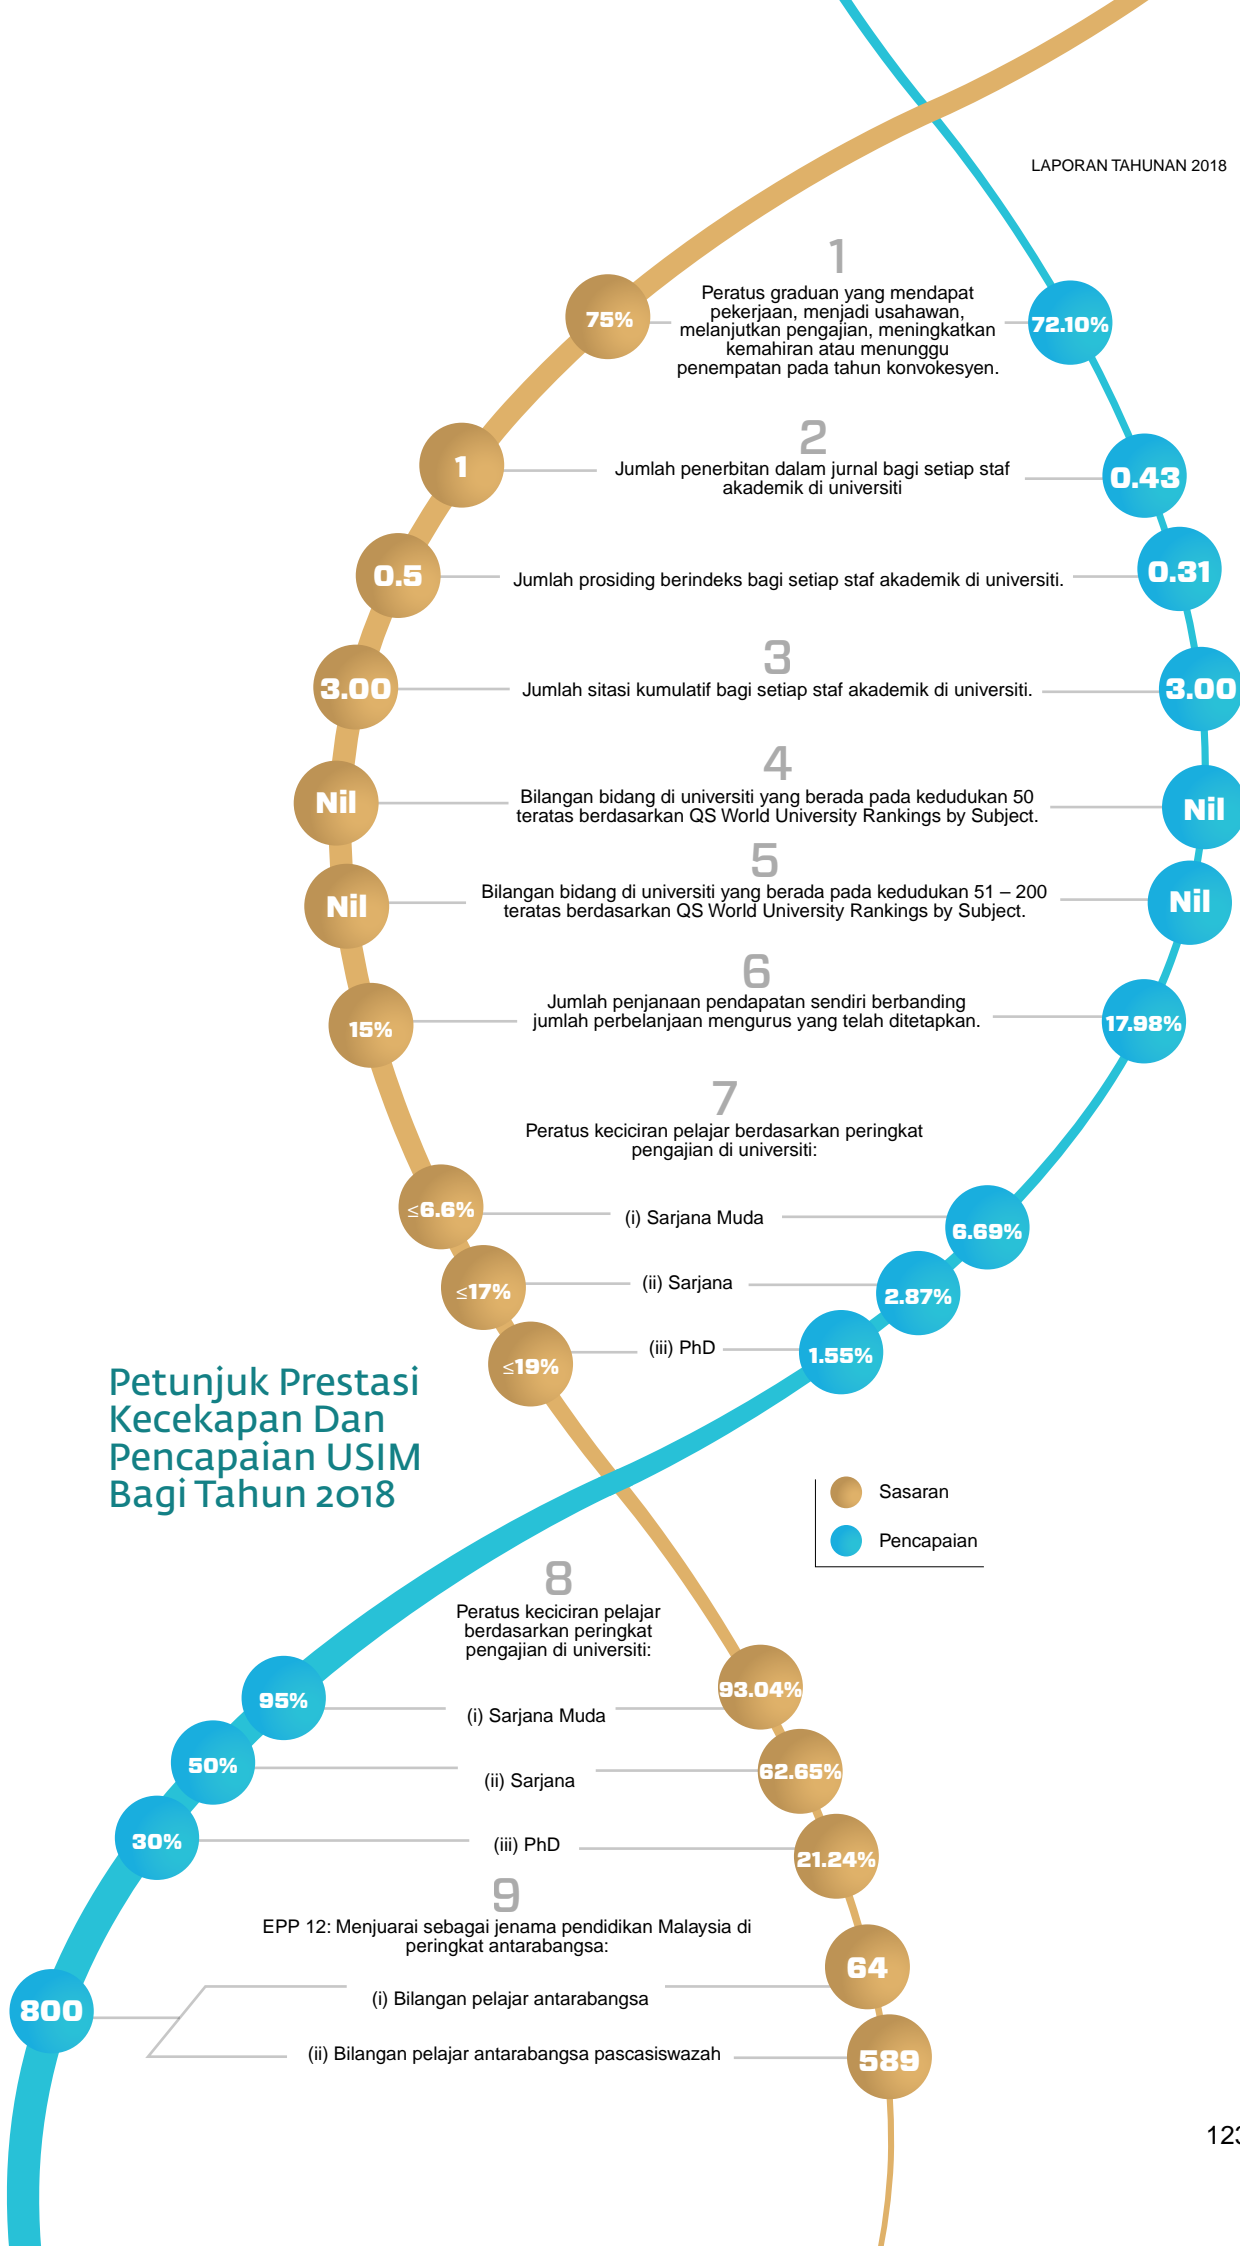 LAPORAN TAHUNAN 2018
1
75%
Peratus graduan yang mendapat
pekerjaan, menjadi usahawan,
melanjutkan pengajian, meningkatkan
kemahiran atau menunggu
penempatan pada tahun konvokesyen.
72.10%
2
1
Jumlah penerbitan dalam jurnal bagi setiap staf
akademik di universiti
0.43
0.5
Jumlah prosiding berindeks bagi setiap staf akademik di universiti.
0.31
3
3.00
Jumlah sitasi kumulatif bagi setiap staf akademik di universiti.
3.00
4
Nil
Bilangan bidang di universiti yang berada pada kedudukan 50
teratas berdasarkan QS World University Rankings by Subject.
Nil
5
Nil
Bilangan bidang di universiti yang berada pada kedudukan 51 – 200
teratas berdasarkan QS World University Rankings by Subject.
Nil
6
15%
Jumlah penjanaan pendapatan sendiri berbanding
jumlah perbelanjaan mengurus yang telah ditetapkan.
17.98%
7
Peratus keciciran pelajar berdasarkan peringkat
pengajian di universiti:
≤6.6%
(i) Sarjana Muda
6.69%
≤17%
(ii) Sarjana
2.87%
≤19%
(iii) PhD
1.55%
Petunjuk Prestasi
Kecekapan Dan
Pencapaian USIM
Bagi Tahun 2018
Sasaran
Pencapaian
8
Peratus keciciran pelajar
berdasarkan peringkat
pengajian di universiti:
95%
(i) Sarjana Muda
93.04%
50%
(ii) Sarjana
62.65%
30%
(iii) PhD
21.24%
9
EPP 12: Menjuarai sebagai jenama pendidikan Malaysia di
peringkat antarabangsa:
800
(i) Bilangan pelajar antarabangsa
64
(ii) Bilangan pelajar antarabangsa pascasiswazah
589
123